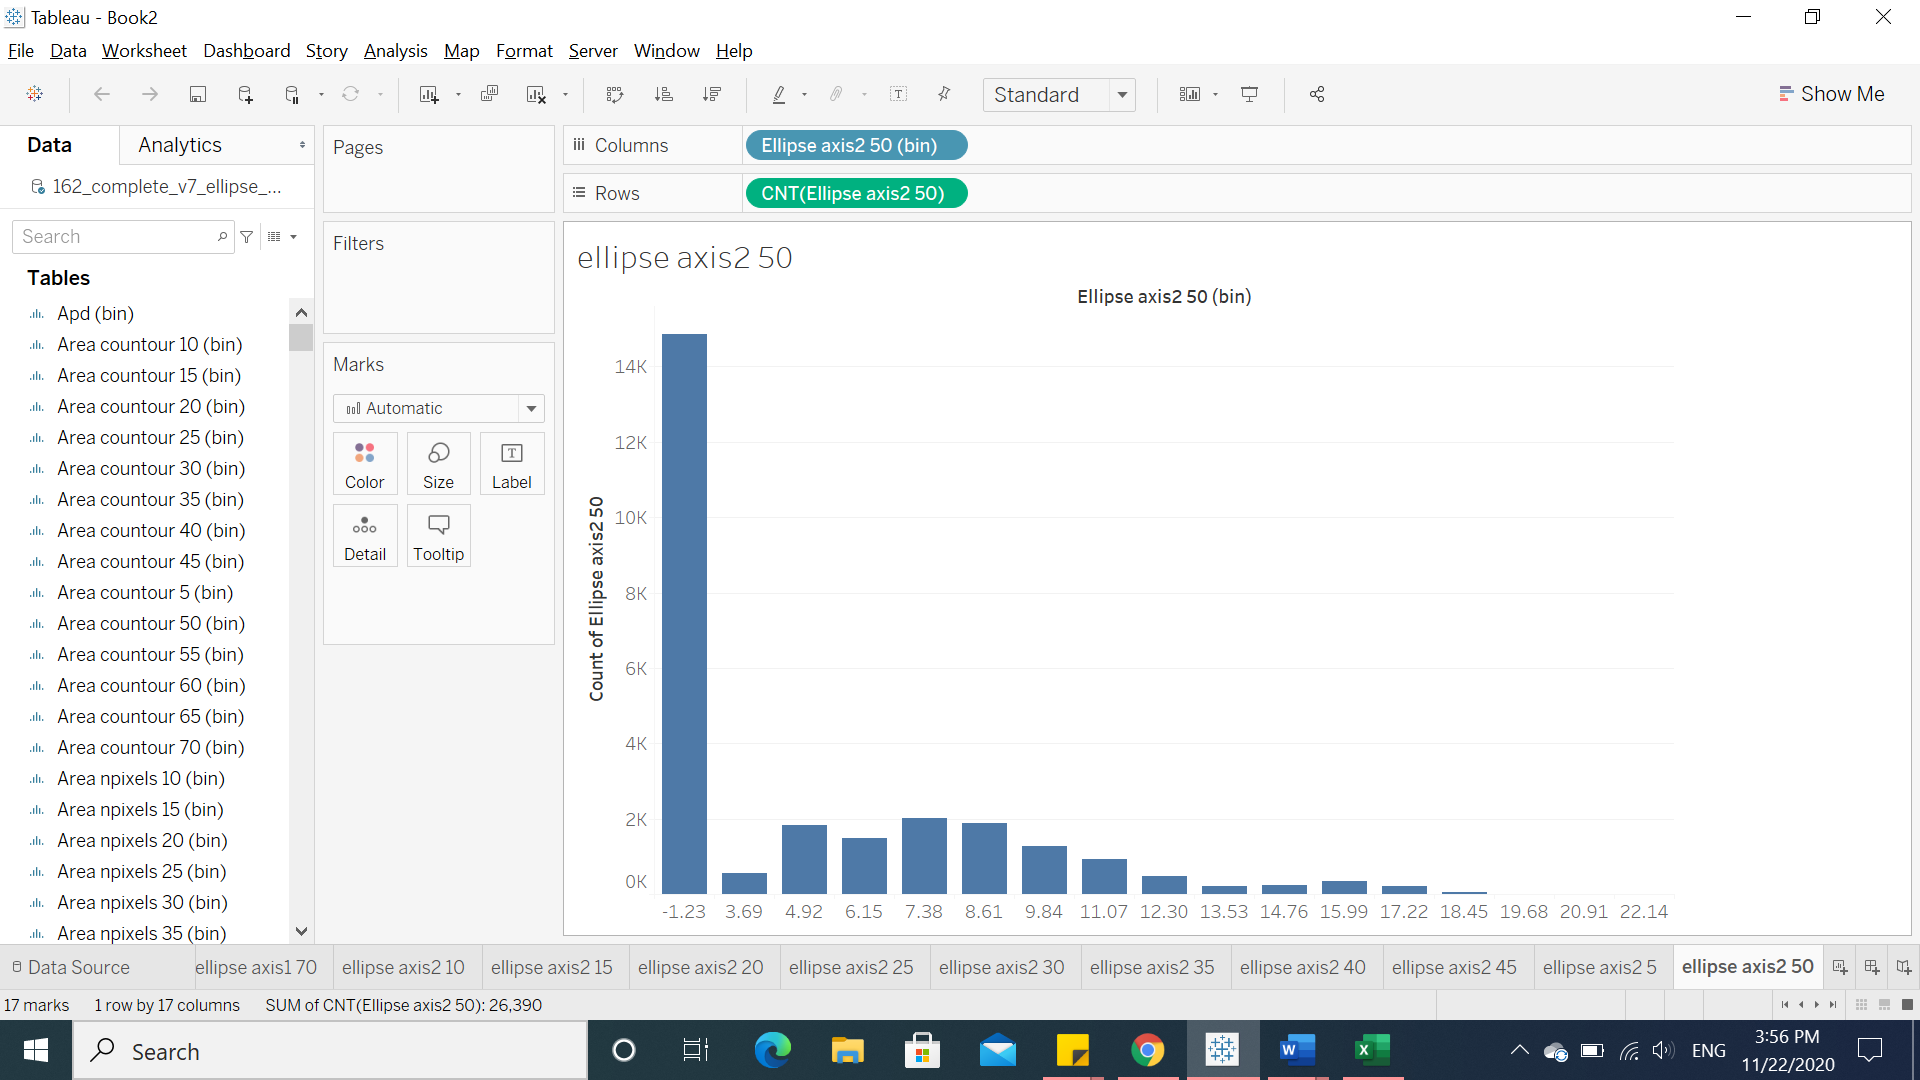 Tableau - Book2
File Data Worksheet Dashboard Story Analysis Map Format Server Window Help
Standard
Show Me
Data
Analytics
162_complete_v7_ellipse_...
Search
Tables
Apd (bin)
Area countour 10 (bin)
Area countour 15 (bin)
Area countour 20 (bin)
Area countour 25 (bin)
Area countour 30 (bin)
Area countour 35 (bin)
Area countour 40 (bin)
Area countour 45 (bin)
Area countour 5 (bin)
Area countour 50 (bin)
Area countour 55 (bin)
Area countour 60 (bin)
Area countour 65 (bin)
Area countour 70 (bin)
Area npixels 10 (bin)
Area npixels 15 (bin)
Area npixels 20 (bin)
Area npixels 25 (bin)
Area npixels 30 (bin)
Area npixels 35 (bin)
Pages
Filters
Marks
Automatic
Color
Size
Label
Detail
Tooltip
Columns
Ellipse axis2 50 (bin)
Rows
CNT(Ellipse axis2 50)
ellipse axis2 50
Ellipse axis2 50 (bin)
Count of Ellipse axis2 50
14K
12K
10K
8K
6K
4K
2K
0K
-1.23 3.69 4.92 6.15 7.38 8.61 9.84 11.07 12.30 13.53 14.76 15.99 17.22 18.45 19.68 20.91 22.14
Data Source
ellipse axis1 70
ellipse axis2 10
ellipse axis2 15
ellipse axis2 20
ellipse axis2 25
ellipse axis2 30
ellipse axis2 35
ellipse axis2 40
ellipse axis2 45
ellipse axis2 5
ellipse axis2 50
17 marks
1 row by 17 columns
SUM of CNT(Ellipse axis2 50): 26,390
Search
ENG
3:56 PM
11/22/2020